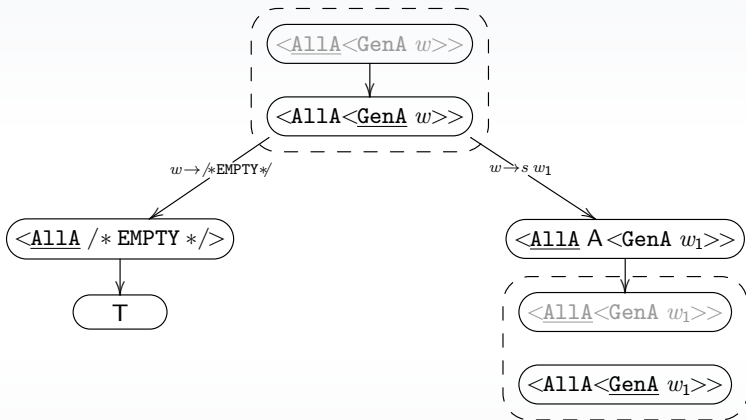 <AllA<GenA w>>
<AllA<GenA w>>
w→/*EMPTY*/
w→s w₁
<AllA /* EMPTY */>
<AllA A<GenA w₁>>
T
<AllA<GenA w₁>>
<AllA<GenA w₁>>